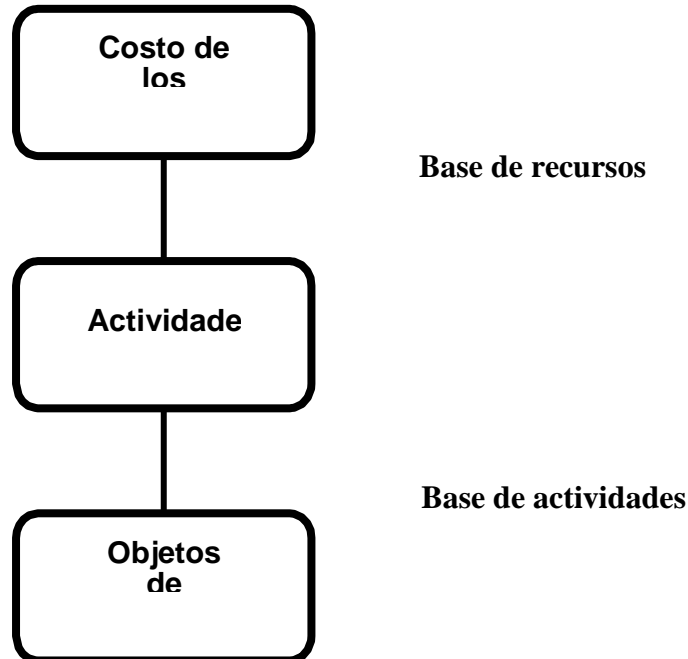 Costo de
los
Base de recursos
Actividade
Base de actividades
Objetos
de